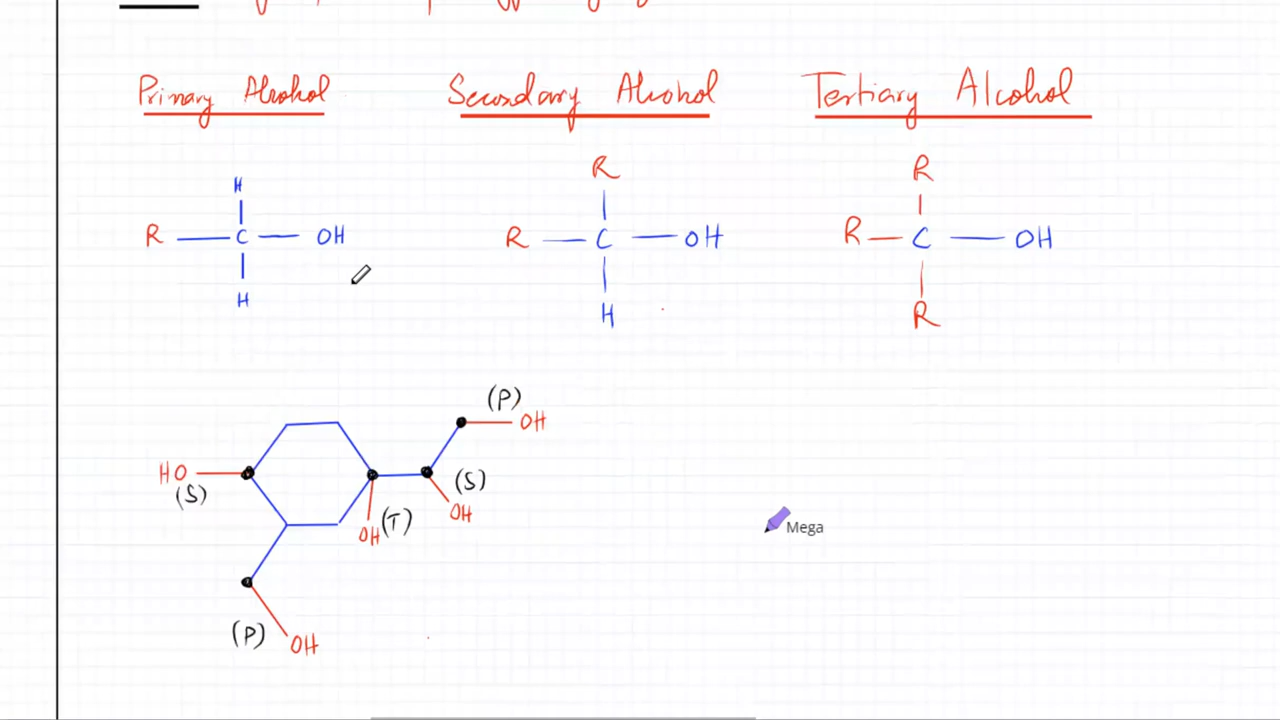 Primary Alcohol Secondary Alcohol Tertiary Alcohol
H R R
R C OH R C OH R C OH
H H R
(P)
OH
HO
(S)
(S)
OH
OH (T)
Mega
(P) OH